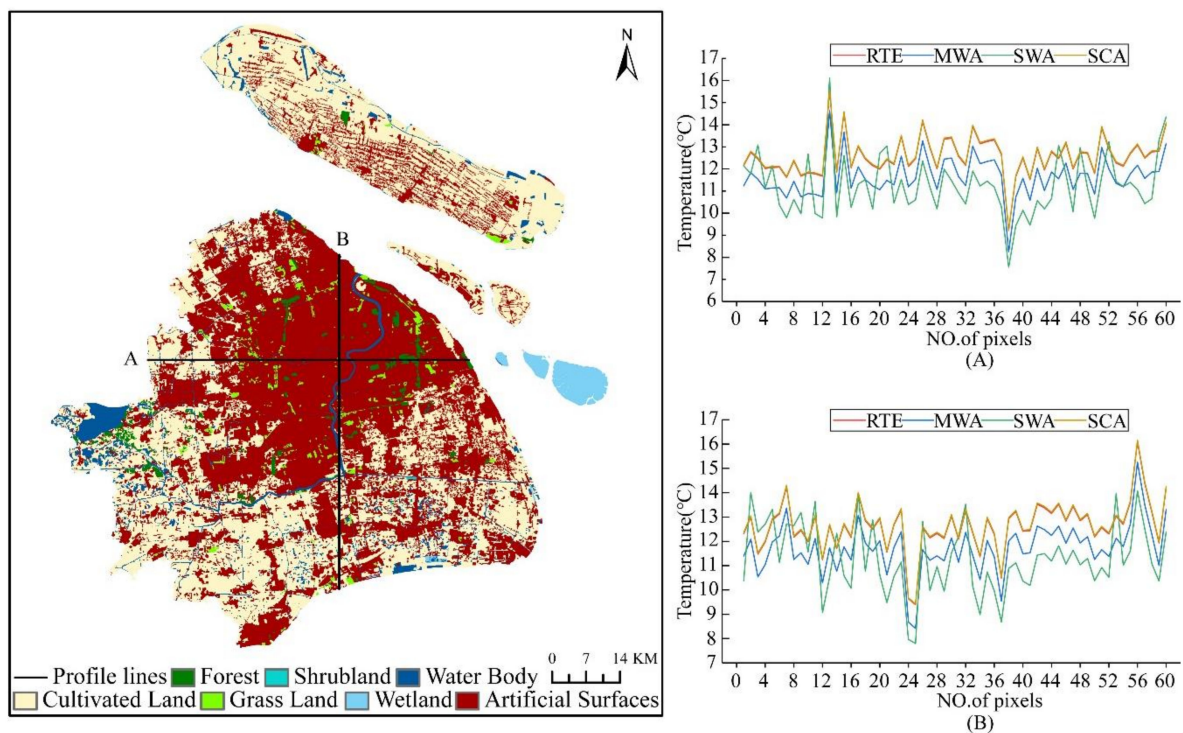 N
B
A
0 7 14 KM
Profile lines Forest Shrubland Water Body
Cultivated Land Grass Land Wetland Artificial Surfaces
RTE MWA SWA SCA
17
16
15
14
13
12
11
10
9
8
7
6
Temperature(°C)
0 4 8 12 16 20 24 28 32 36 40 44 48 52 56 60
NO.of pixels
(A)
RTE MWA SWA SCA
17
16
15
14
13
12
11
10
9
8
7
Temperature(°C)
0 4 8 12 16 20 24 28 32 36 40 44 48 52 56 60
NO.of pixels
(B)